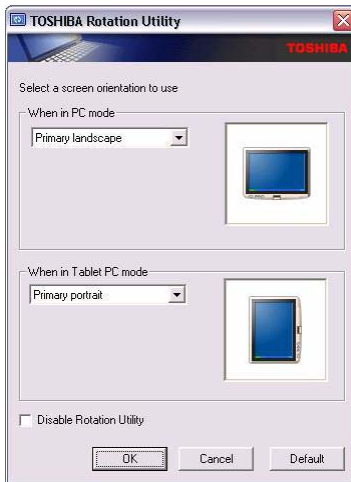 TOSHIBA Rotation Utility
TOSHIBA
Select a screen orientation to use
When in PC mode
Primary landscape
When in Tablet PC mode
Primary portrait
Disable Rotation Utility
OK
Cancel
Default